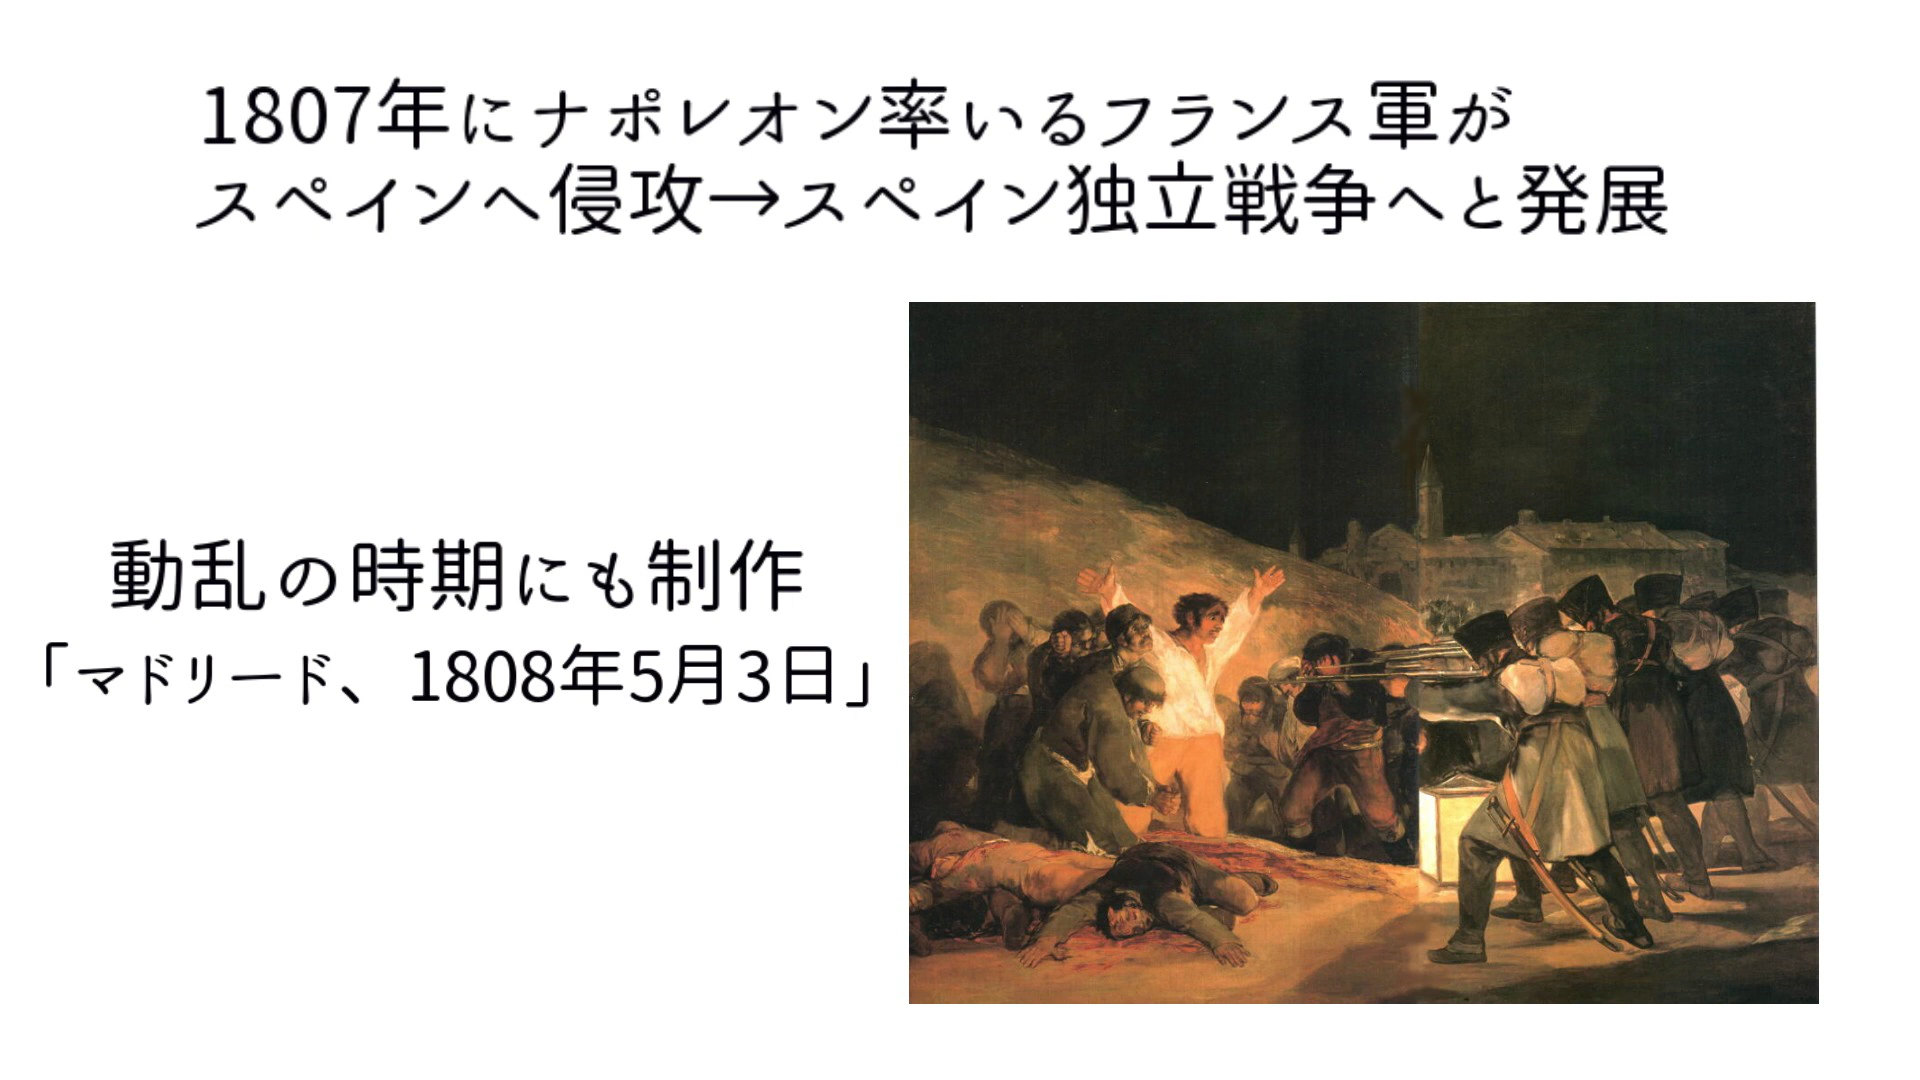 1807年にナポレオン率いるフランス軍が
スペインへ侵攻→スペイン独立戦争へと発展
動乱の時期にも制作
「マドリード、1808年5月3日」